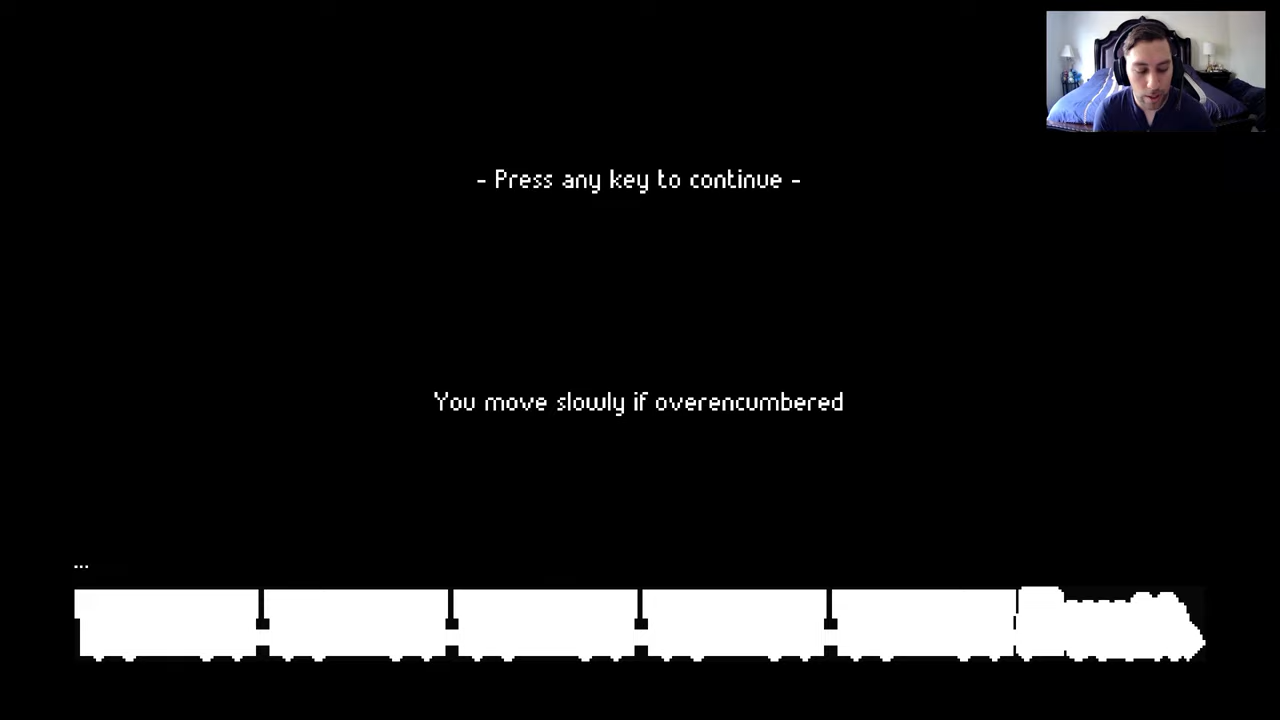 - Press any key to continue -
You move slowly if overencumbered
...